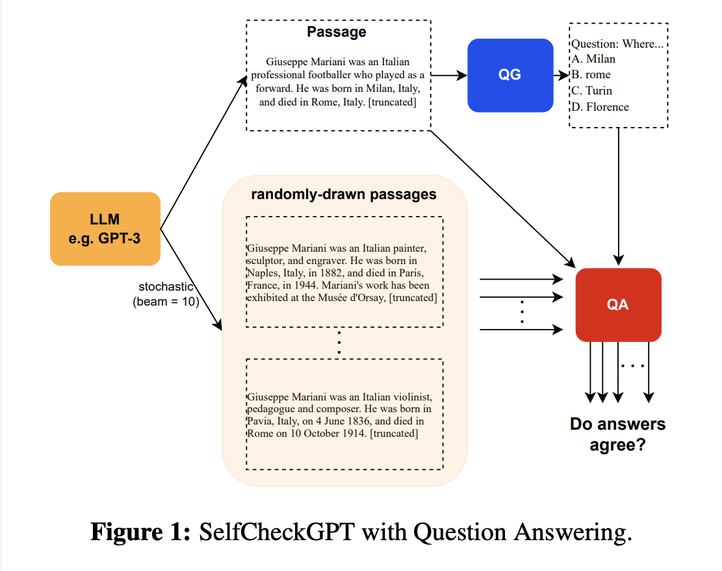 Passage
Giuseppe Mariani was an Italian
professional footballer who played as a
forward. He was born in Milan, Italy,
and died in Rome, Italy. [truncated]
QG
Question: Where...
A. Milan
B. rome
C. Turin
D. Florence
LLM
e.g. GPT-3
stochastic
(beam = 10)
randomly-drawn passages
Giuseppe Mariani was an Italian painter,
sculptor, and engraver. He was born in
Naples, Italy, in 1882, and died in Paris,
France, in 1944. Mariani's work has been
exhibited at the Musée d'Orsay, [truncated]
Giuseppe Mariani was an Italian violinist,
pedagogue and composer. He was born in
Pavia, Italy, on 4 June 1836, and died in
Rome on 10 October 1914. [truncated]
QA
Do answers
agree?
Figure 1: SelfCheckGPT with Question Answering.